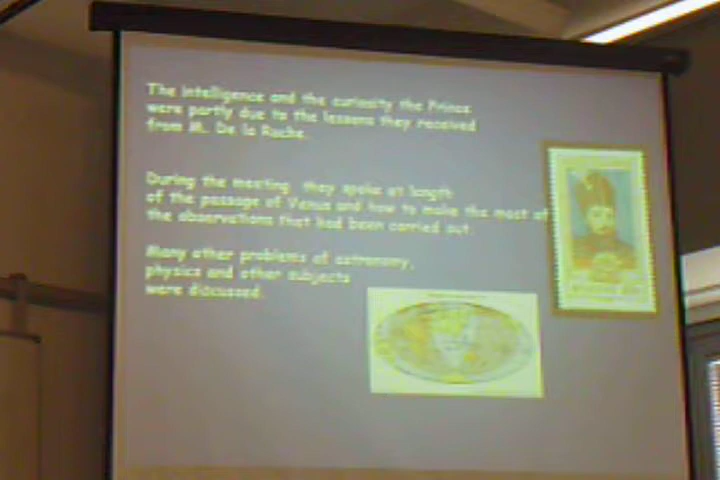 The intelligence and the curiosity the Prince
were partly due to the lessons they received
from M. De la Roche.
During the meeting they spoke at length
of the passage of Venus and how to make the most of
the observations that had been carried out.
Many other problems of astronomy,
physics and other subjects
were discussed.